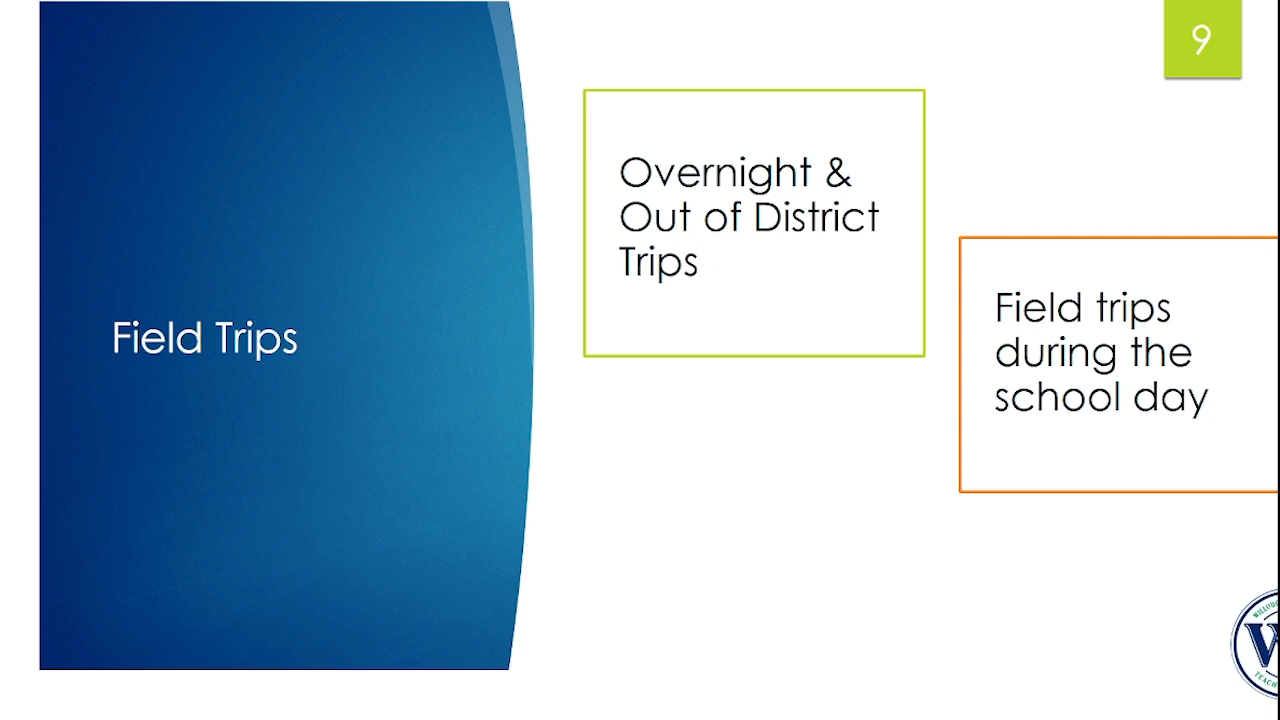 9
Field Trips
Overnight &
Out of District
Trips
Field trips
during the
school day
W